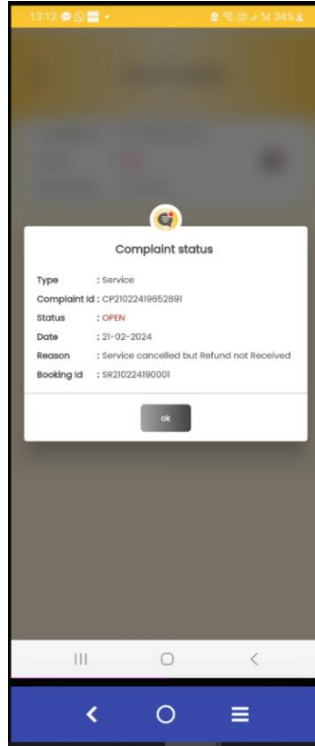 13:12
34%
Complaint status
Type : Service
Complaint Id : CP21022419652891
Status : OPEN
Date : 21-02-2024
Reason : Service cancelled but Refund not Received
Booking Id : SR210224190001
ok